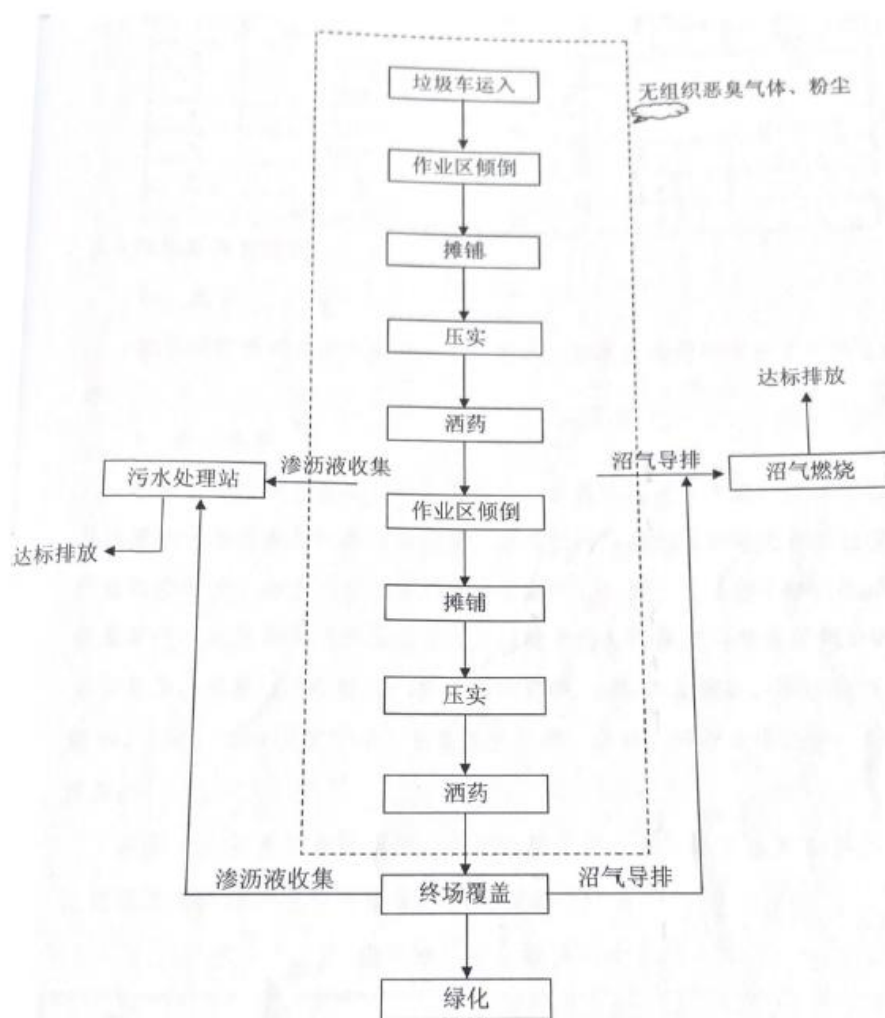 垃圾车运入
无组织恶臭气体、粉尘
作业区倾倒
摊铺
压实
达标排放
洒药
渗沥液收集
沼气导排
污水处理站
沼气燃烧
作业区倾倒
达标排放
摊铺
压实
洒药
渗沥液收集
终场覆盖
沼气导排
绿化